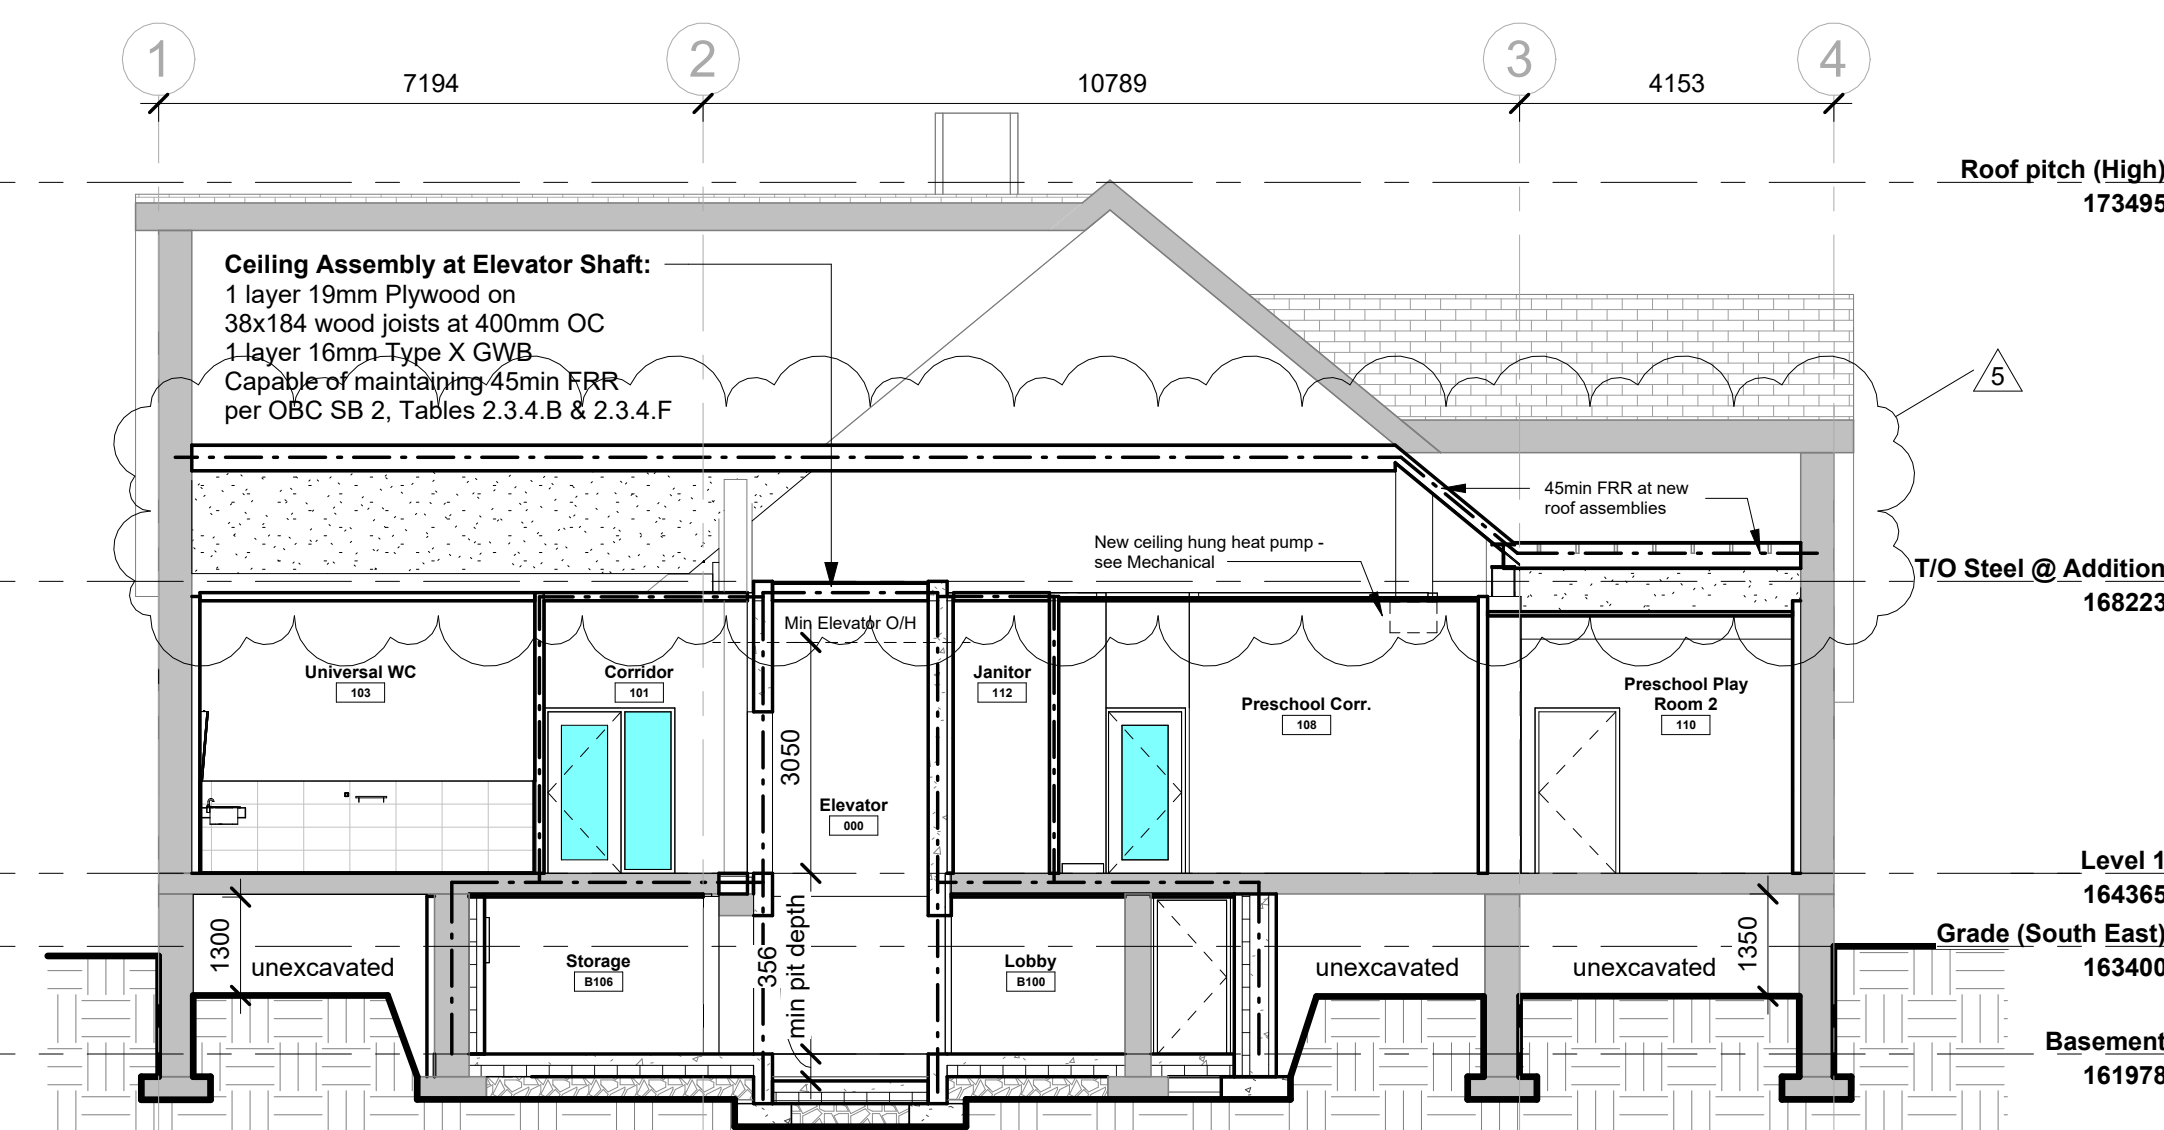 1
2
3
4
7194
10789
4153
Roof pitch (High)
173495
Ceiling Assembly at Elevator Shaft:
1 layer 19mm Plywood on
38x184 wood joists at 400mm OC
1 layer 16mm Type X GWB
Capable of maintaining 45min FRR
per OBC SB 2, Tables 2.3.4.B & 2.3.4.F
5
45min FRR at new
roof assemblies
New ceiling hung heat pump -
see Mechanical
T/O Steel @ Addition
168223
Min Elevator O/H
Universal WC
103
Corridor
101
Janitor
112
Preschool Corr.
108
Preschool Play
Room 2
110
3050
Elevator
000
Level 1
164365
Grade (South East)
163400
1300
unexcavated
Storage
B106
356
min pit depth
Lobby
B100
unexcavated
unexcavated
1350
Basement
161978